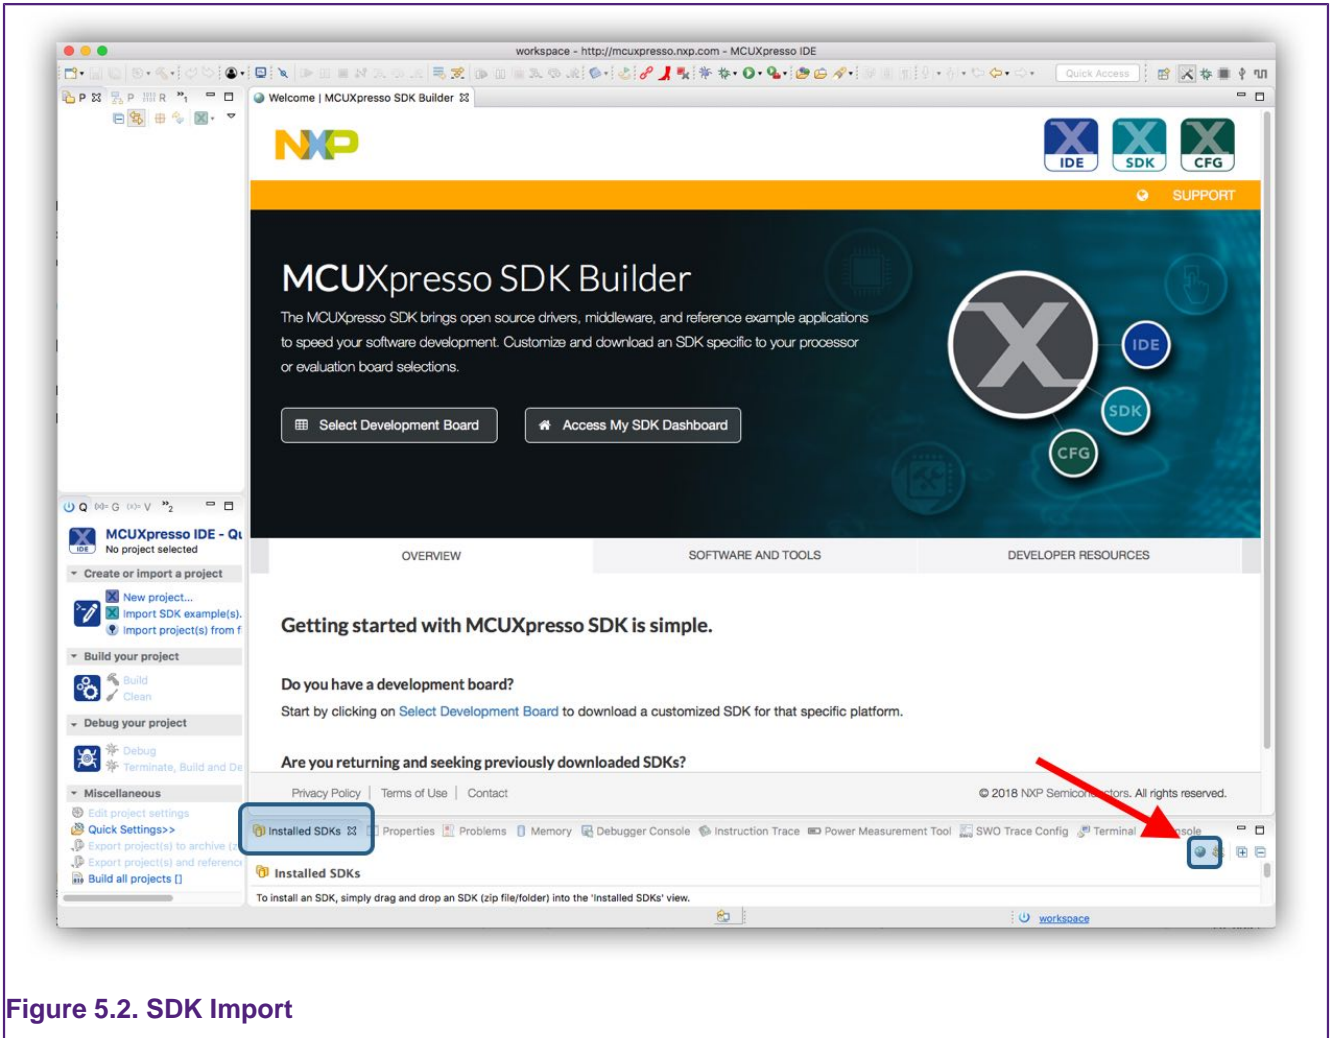 workspace - http://mcuxpresso.nxp.com - MCUXpresso IDE
Quick Access
P P R »1
Welcome | MCUXpresso SDK Builder
NXP
IDE SDK CFG
SUPPORT
MCUXpresso SDK Builder
The MCUXpresso SDK brings open source drivers, middleware, and reference example applications
to speed your software development. Customize and download an SDK specific to your processor
or evaluation board selections.
Select Development Board
Access My SDK Dashboard
IDE
SDK
CFG
Q (x)= G (x)= V »2
MCUXpresso IDE - Qu
IDE
No project selected
Create or import a project
New project...
Import SDK example(s).
Import project(s) from f
Build your project
Build
Clean
Debug your project
Debug
Terminate, Build and De
Miscellaneous
Edit project settings
Quick Settings>>
Export project(s) to archive (z
Export project(s) and reference
Build all projects []
OVERVIEW
SOFTWARE AND TOOLS
DEVELOPER RESOURCES
Getting started with MCUXpresso SDK is simple.
Do you have a development board?
Start by clicking on Select Development Board to download a customized SDK for that specific platform.
Are you returning and seeking previously downloaded SDKs?
Privacy Policy | Terms of Use | Contact
© 2018 NXP Semiconductors. All rights reserved.
Installed SDKs Properties Problems Memory Debugger Console Instruction Trace Power Measurement Tool SWO Trace Config Terminal
Installed SDKs
To install an SDK, simply drag and drop an SDK (zip file/folder) into the 'Installed SDKs' view.
workspace
Figure 5.2. SDK Import